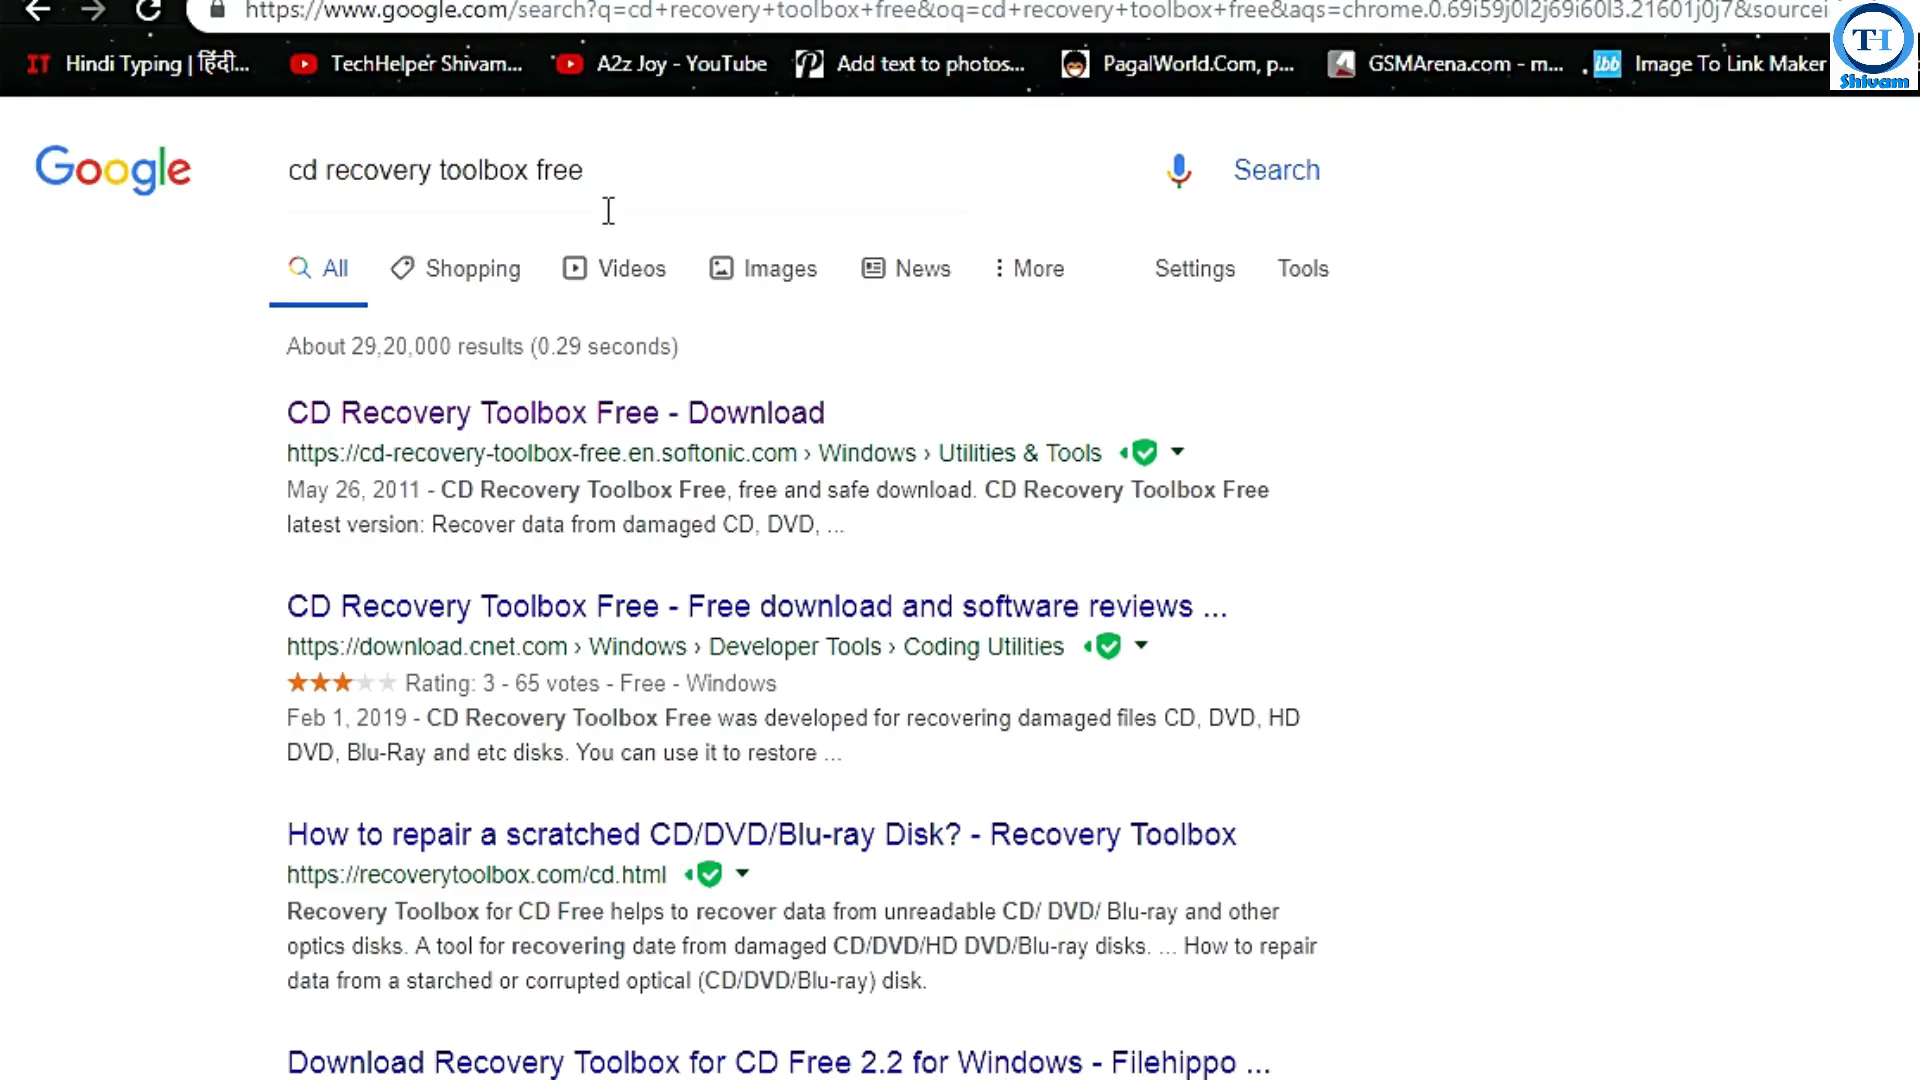 https://www.google.com/search?q=cd+recovery+toolbox+free&oq=cd+recovery+toolbox+free&aqs=chrome.0.69i59j0l2j69i60l3.21601j0j7&sourcei
TH
Shivam
IT Hindi Typing | हिंदी... TechHelper Shivam... A2z Joy - YouTube Add text to photos... PagalWorld.Com, p... GSMArena.com - m... ibb Image To Link Maker
Google cd recovery toolbox free Search
All Shopping Videos Images News More Settings Tools
About 29,20,000 results (0.29 seconds)
CD Recovery Toolbox Free - Download
https://cd-recovery-toolbox-free.en.softonic.com › Windows › Utilities & Tools
May 26, 2011 - CD Recovery Toolbox Free, free and safe download. CD Recovery Toolbox Free
latest version: Recover data from damaged CD, DVD, ...
CD Recovery Toolbox Free - Free download and software reviews ...
https://download.cnet.com › Windows › Developer Tools › Coding Utilities
Rating: 3 - 65 votes - Free - Windows
Feb 1, 2019 - CD Recovery Toolbox Free was developed for recovering damaged files CD, DVD, HD
DVD, Blu-Ray and etc disks. You can use it to restore ...
How to repair a scratched CD/DVD/Blu-ray Disk? - Recovery Toolbox
https://recoverytoolbox.com/cd.html
Recovery Toolbox for CD Free helps to recover data from unreadable CD/ DVD/ Blu-ray and other
optics disks. A tool for recovering date from damaged CD/DVD/HD DVD/Blu-ray disks. ... How to repair
data from a starched or corrupted optical (CD/DVD/Blu-ray) disk.
Download Recovery Toolbox for CD Free 2.2 for Windows - Filehippo ...